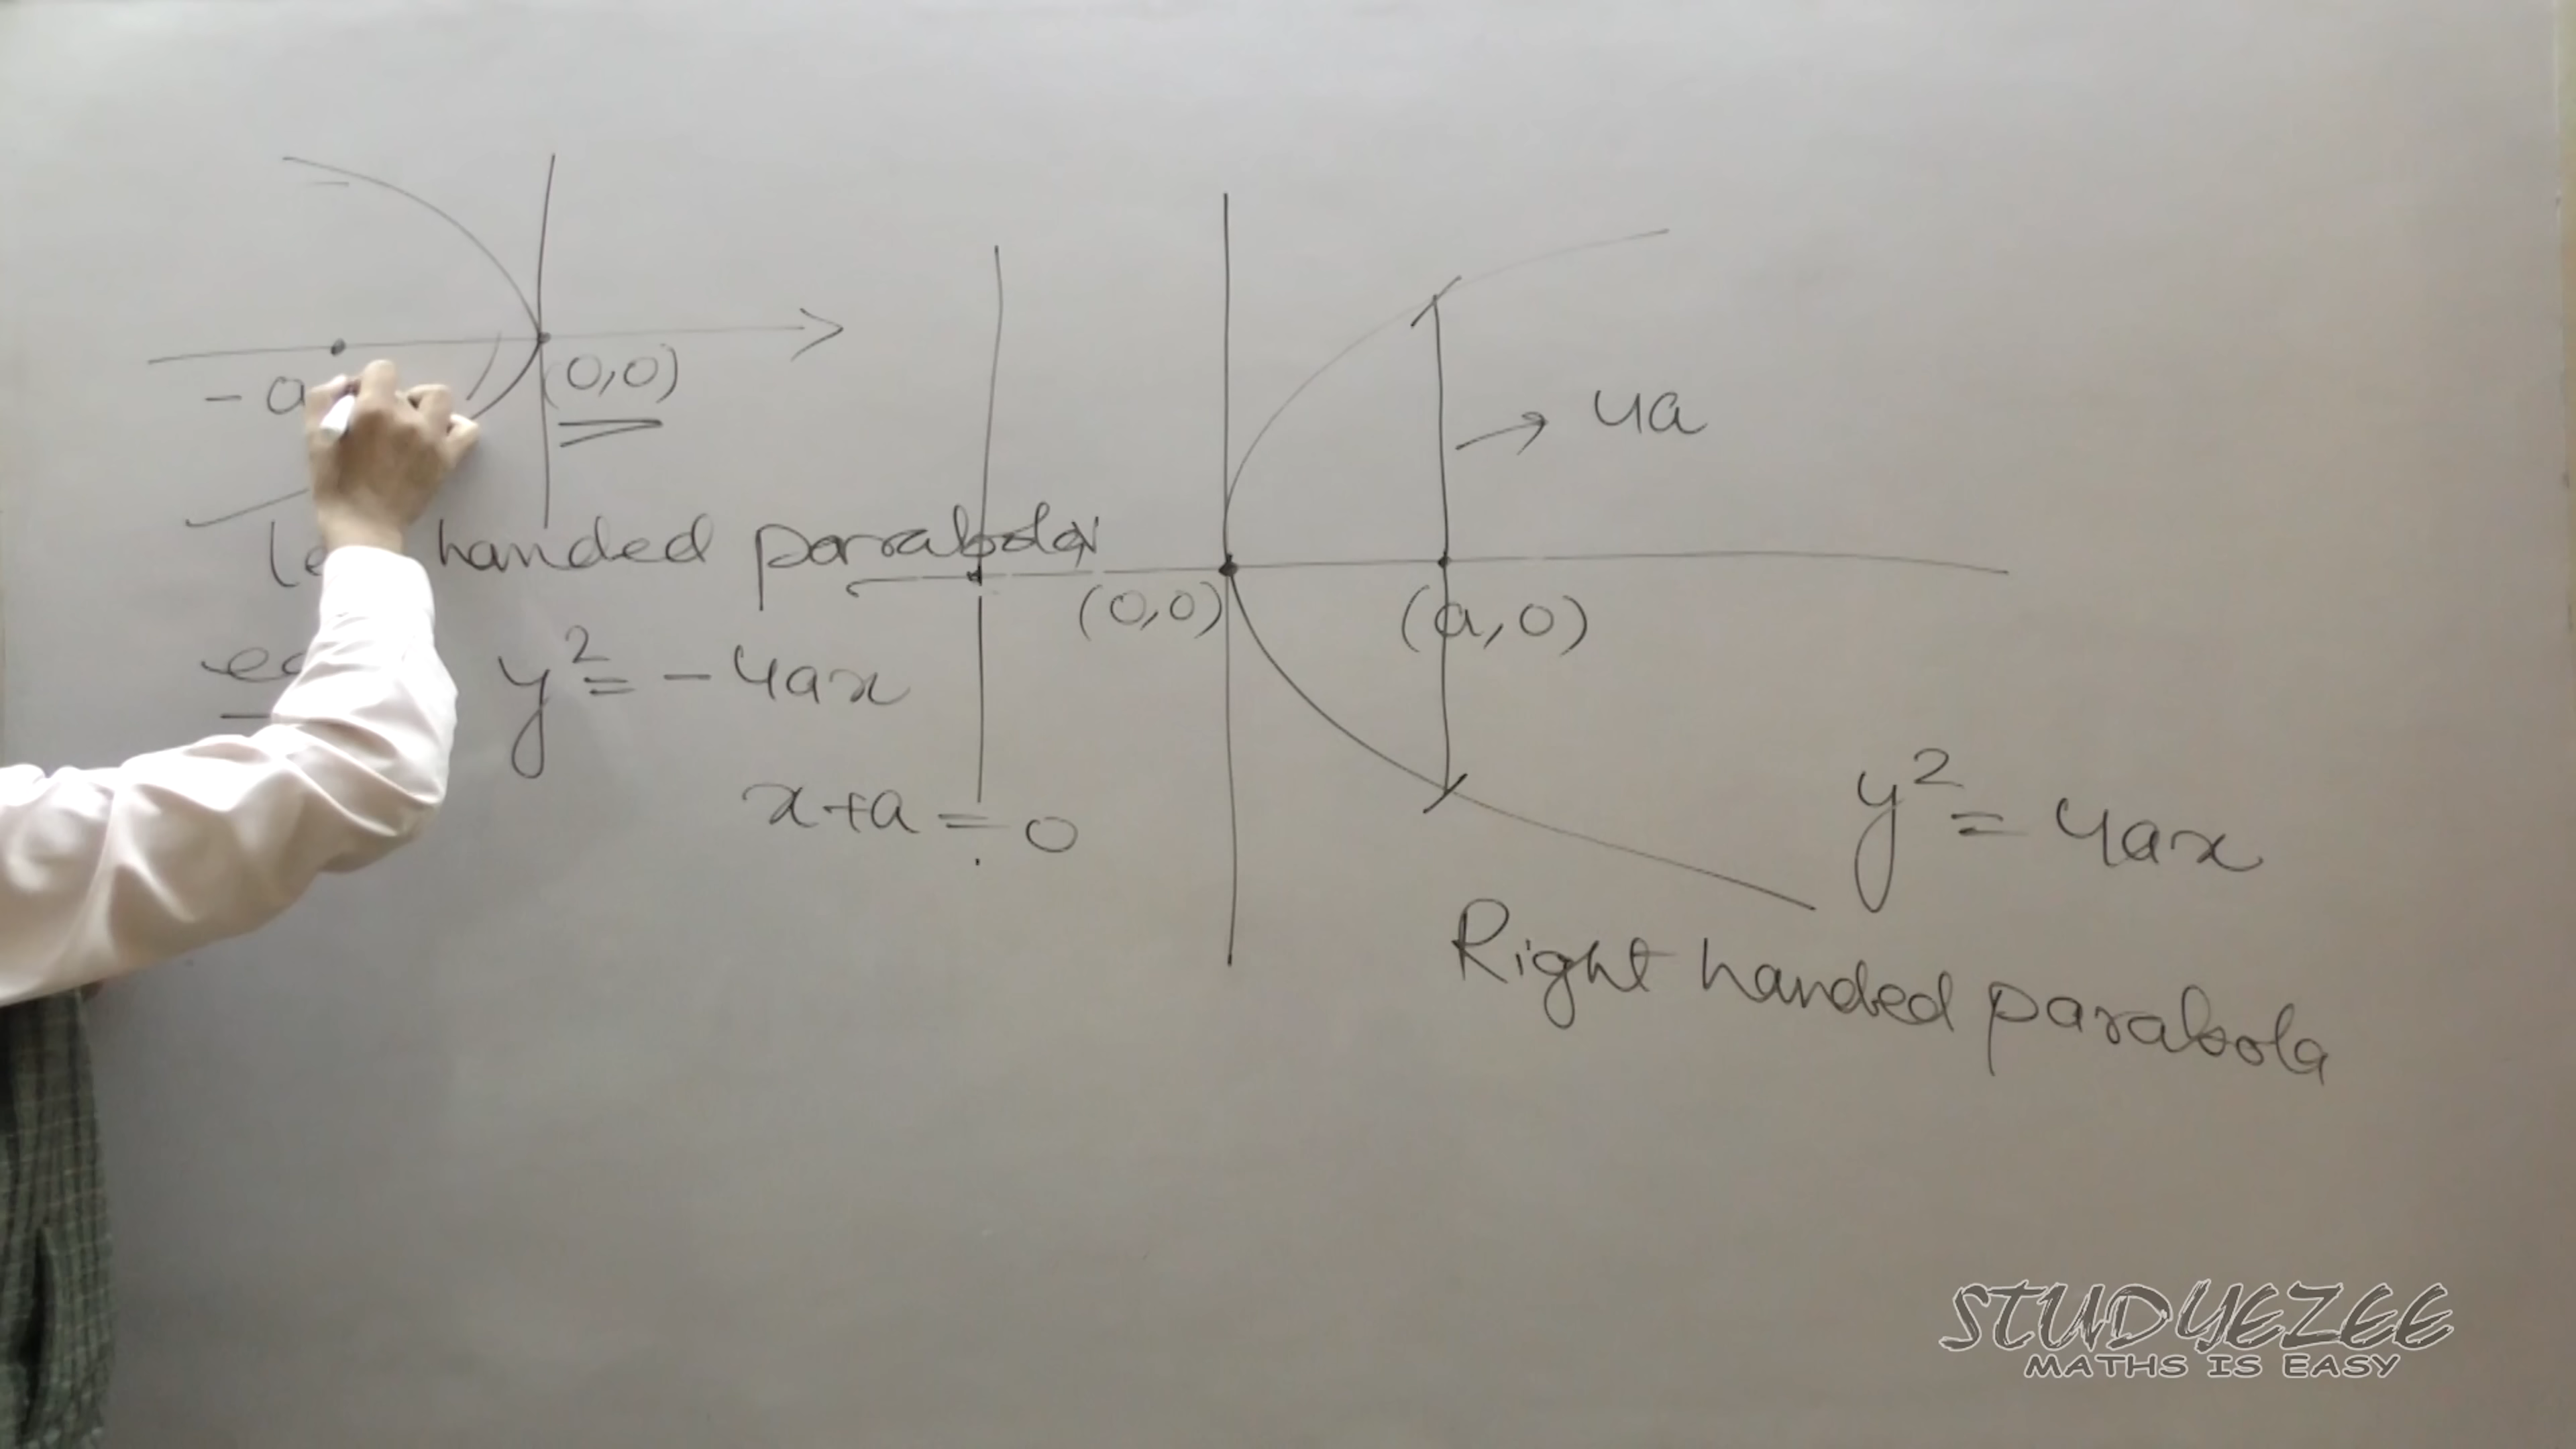 - a
(0,0)
handed parabola
y² = - 4ax
x+a = 0
4a
(0,0)
(a,0)
y² = 4ax
Right handed parabola
STUDYEZEE
MATHS IS EASY